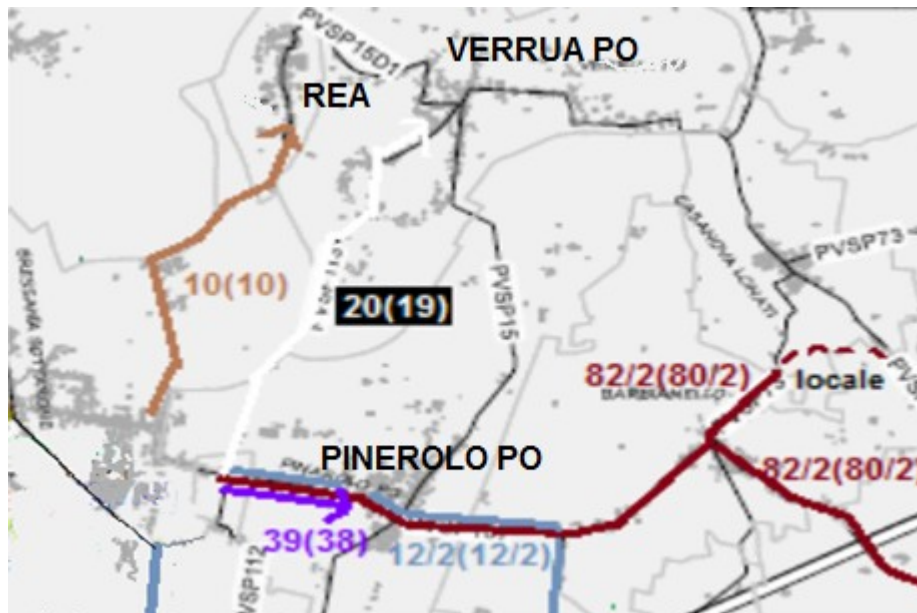 PVSP15D1
VERRUA PO
REA
CASANOVA LONATI
PVSP73
10(10)
20(19)
PVSP15
82/2(80/2)
locale
BARBIANELLO
PINEROLO PO
82/2(80/2)
39(38)
12/2(12/2)
PVSP112